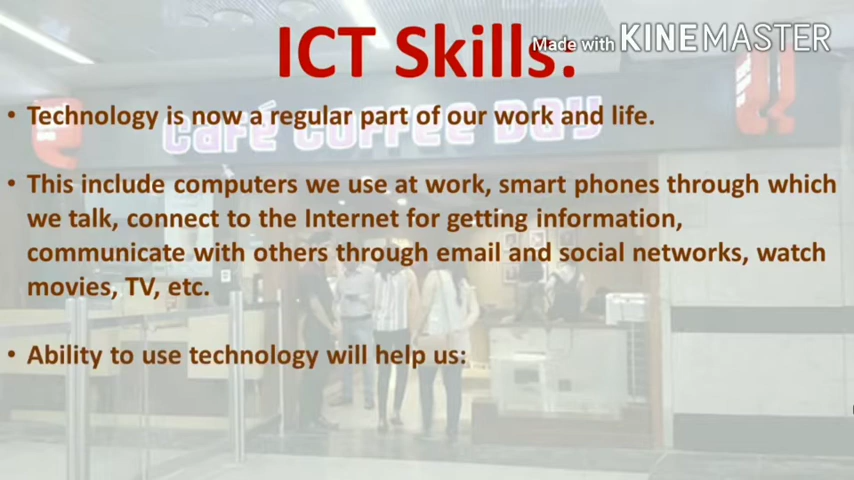 ICT Skills:
Made with KINEMASTER
• Technology is now a regular part of our work and life.
Café Coffee Day
• This include computers we use at work, smart phones through which
we talk, connect to the Internet for getting information,
communicate with others through email and social networks, watch
movies, TV, etc.
• Ability to use technology will help us: